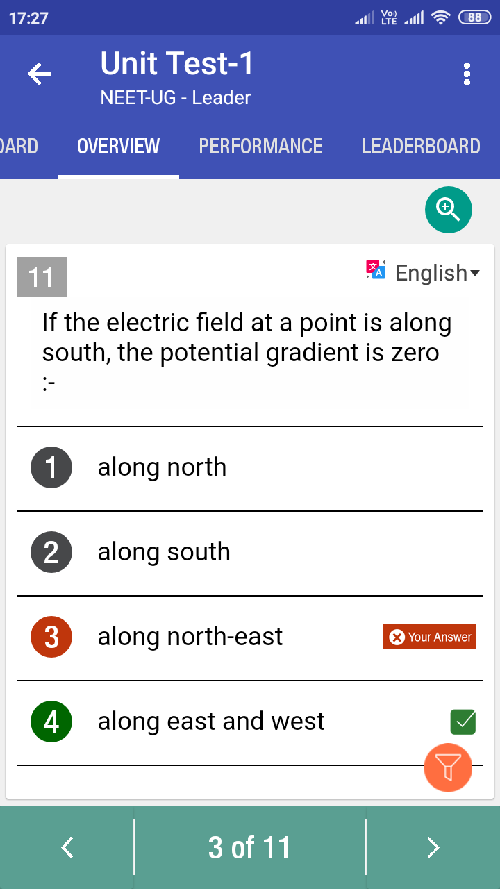 17:27
Vo)
LTE
88
Unit Test-1
NEET-UG - Leader
OARD OVERVIEW PERFORMANCE LEADERBOARD
11
English
If the electric field at a point is along
south, the potential gradient is zero
:-
1 along north
2 along south
3 along north-east Your Answer
4 along east and west
3 of 11